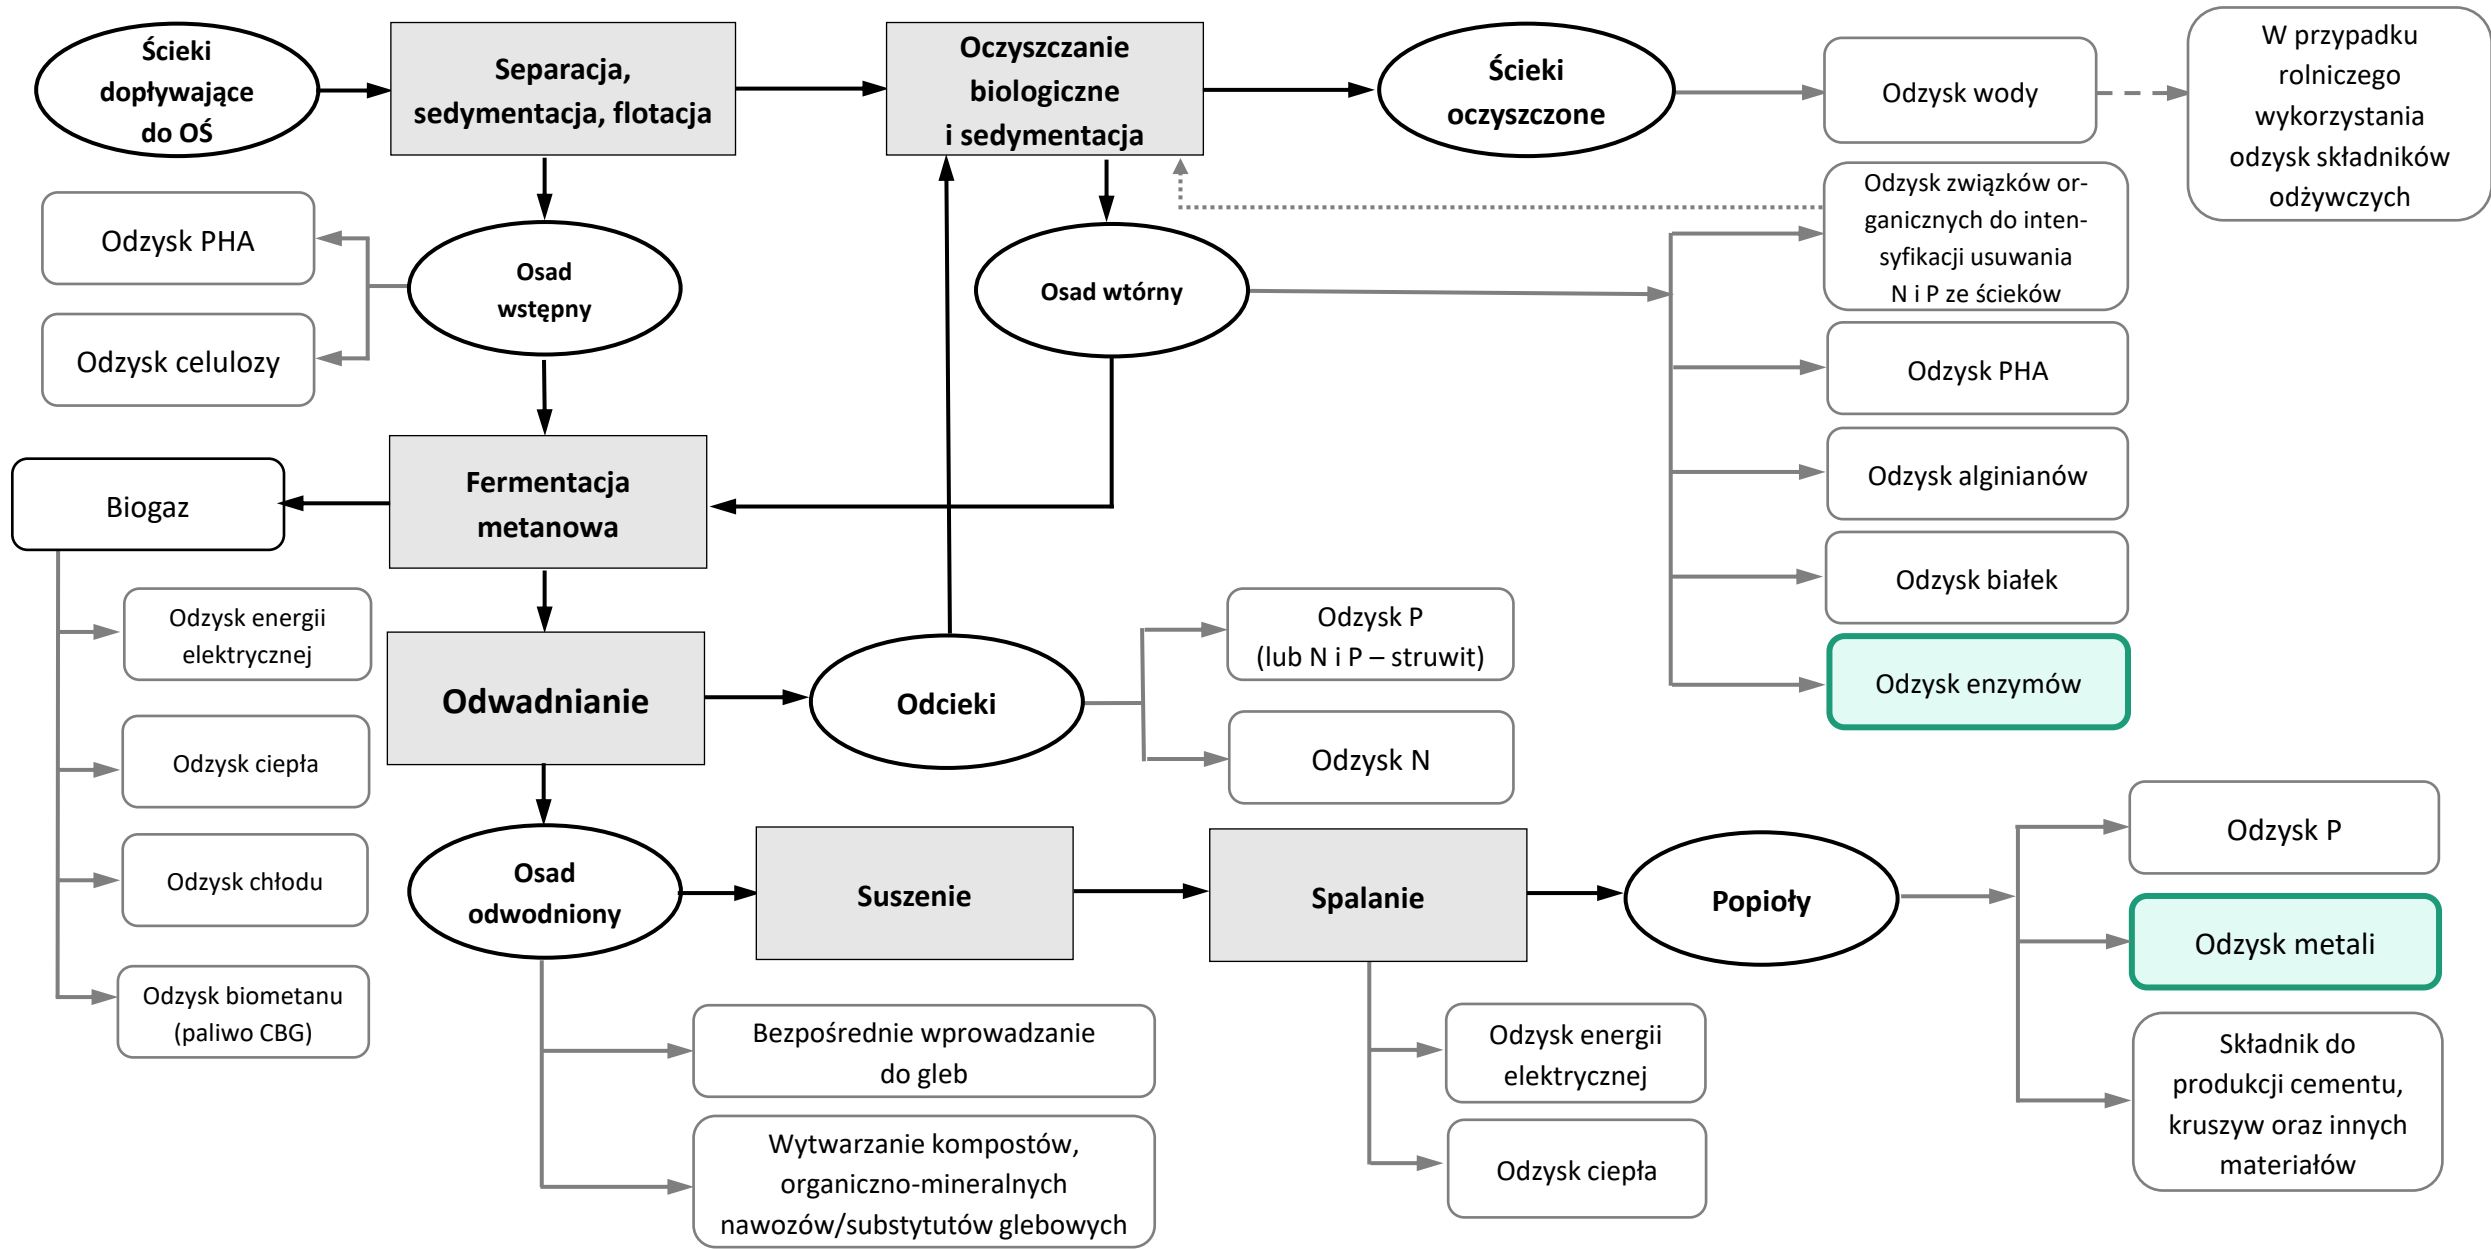 Ścieki
dopływające
do OŚ
Separacja,
sedymentacja, flotacja
Oczyszczanie
biologiczne
i sedymentacja
Ścieki
oczyszczone
Odzysk wody
W przypadku
rolniczego
wykorzystania
odzysk składników
odżywczych
Odzysk PHA
Odzysk celulozy
Osad
wstępny
Osad wtórny
Odzysk związków or-
ganicznych do inten-
syfikacji usuwania
N i P ze ścieków
Odzysk PHA
Odzysk alginianów
Odzysk białek
Odzysk enzymów
Biogaz
Fermentacja
metanowa
Odzysk energii
elektrycznej
Odzysk ciepła
Odzysk chłodu
Odzysk biometanu
(paliwo CBG)
Odwadnianie
Odcieki
Odzysk P
(lub N i P – struwit)
Odzysk N
Osad
odwodniony
Suszenie
Spalanie
Popioły
Odzysk P
Odzysk metali
Składnik do
produkcji cementu,
kruszyw oraz innych
materiałów
Bezpośrednie wprowadzanie
do gleb
Wytwarzanie kompostów,
organiczno-mineralnych
nawozów/substytutów glebowych
Odzysk energii
elektrycznej
Odzysk ciepła